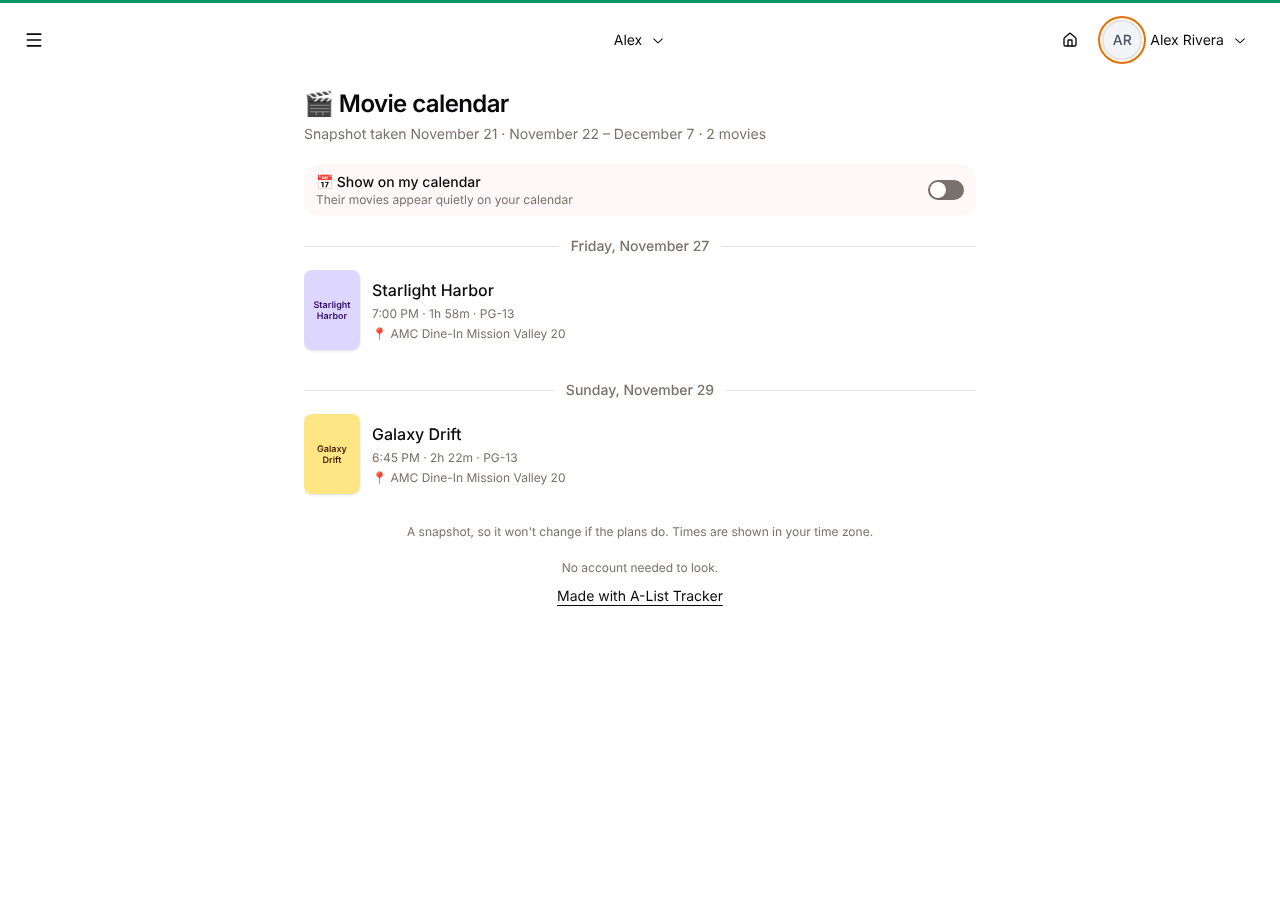 Alex
AR
Alex Rivera
🎬 Movie calendar
Snapshot taken November 21 · November 22 – December 7 · 2 movies
📅 Show on my calendar
Their movies appear quietly on your calendar
Friday, November 27
Starlight
Harbor
Starlight Harbor
7:00 PM · 1h 58m · PG-13
📍 AMC Dine-In Mission Valley 20
Sunday, November 29
Galaxy
Drift
Galaxy Drift
6:45 PM · 2h 22m · PG-13
📍 AMC Dine-In Mission Valley 20
A snapshot, so it won't change if the plans do. Times are shown in your time zone.
No account needed to look.
Made with A-List Tracker